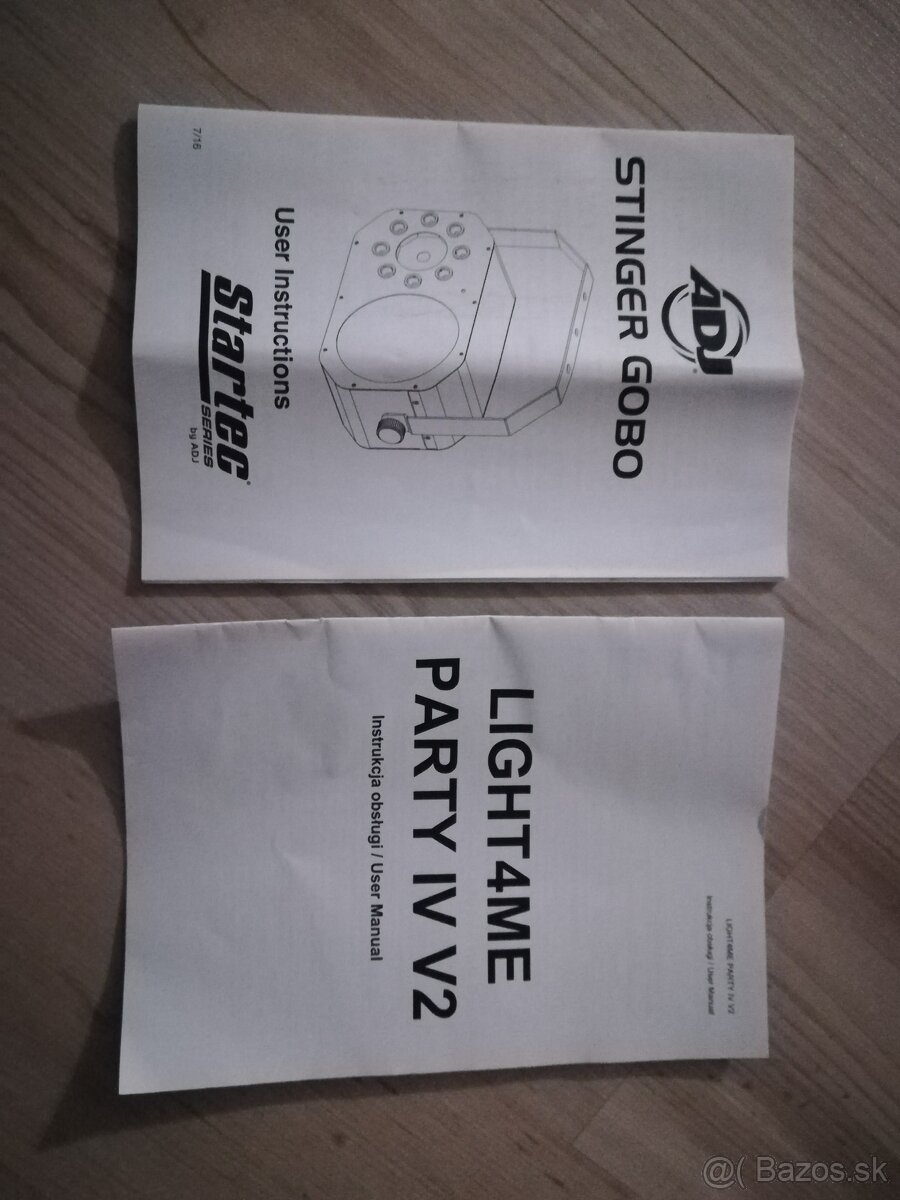 ADJ®
STINGER GOBO
User Instructions
Startec®
SERIES
by ADJ
7/16
LIGHT4ME PARTY IV V2
Instrukcja obsługi / User Manual
LIGHT4ME
PARTY IV V2
Instrukcja obsługi / User Manual
@( Bazos.sk